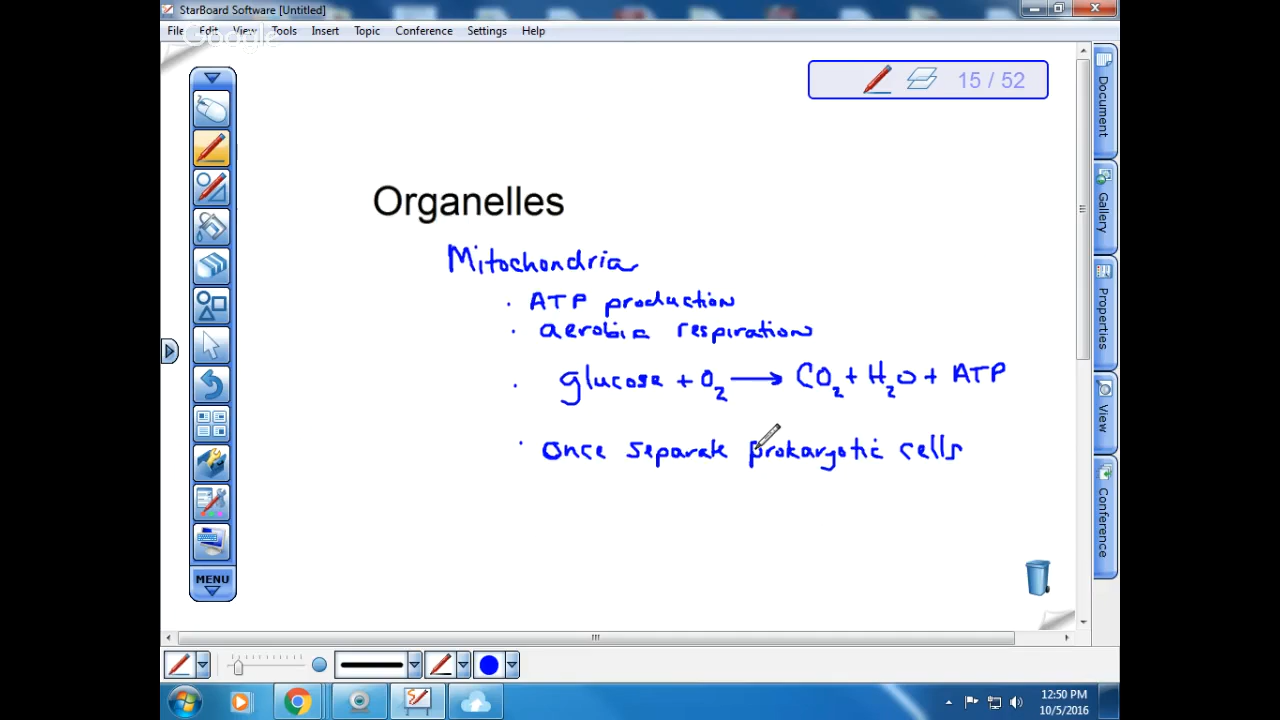 StarBoard Software [Untitled]
File Edit View Tools Insert Topic Conference Settings Help
Google
15 / 52
Organelles
Mitochondria
· ATP production
· aerobic respiration
· glucose + O2 → CO2 + H2O + ATP
· Once separate prokaryotic cells
Document
Gallery
Properties
View
Conference
MENU
12:50 PM
10/5/2016